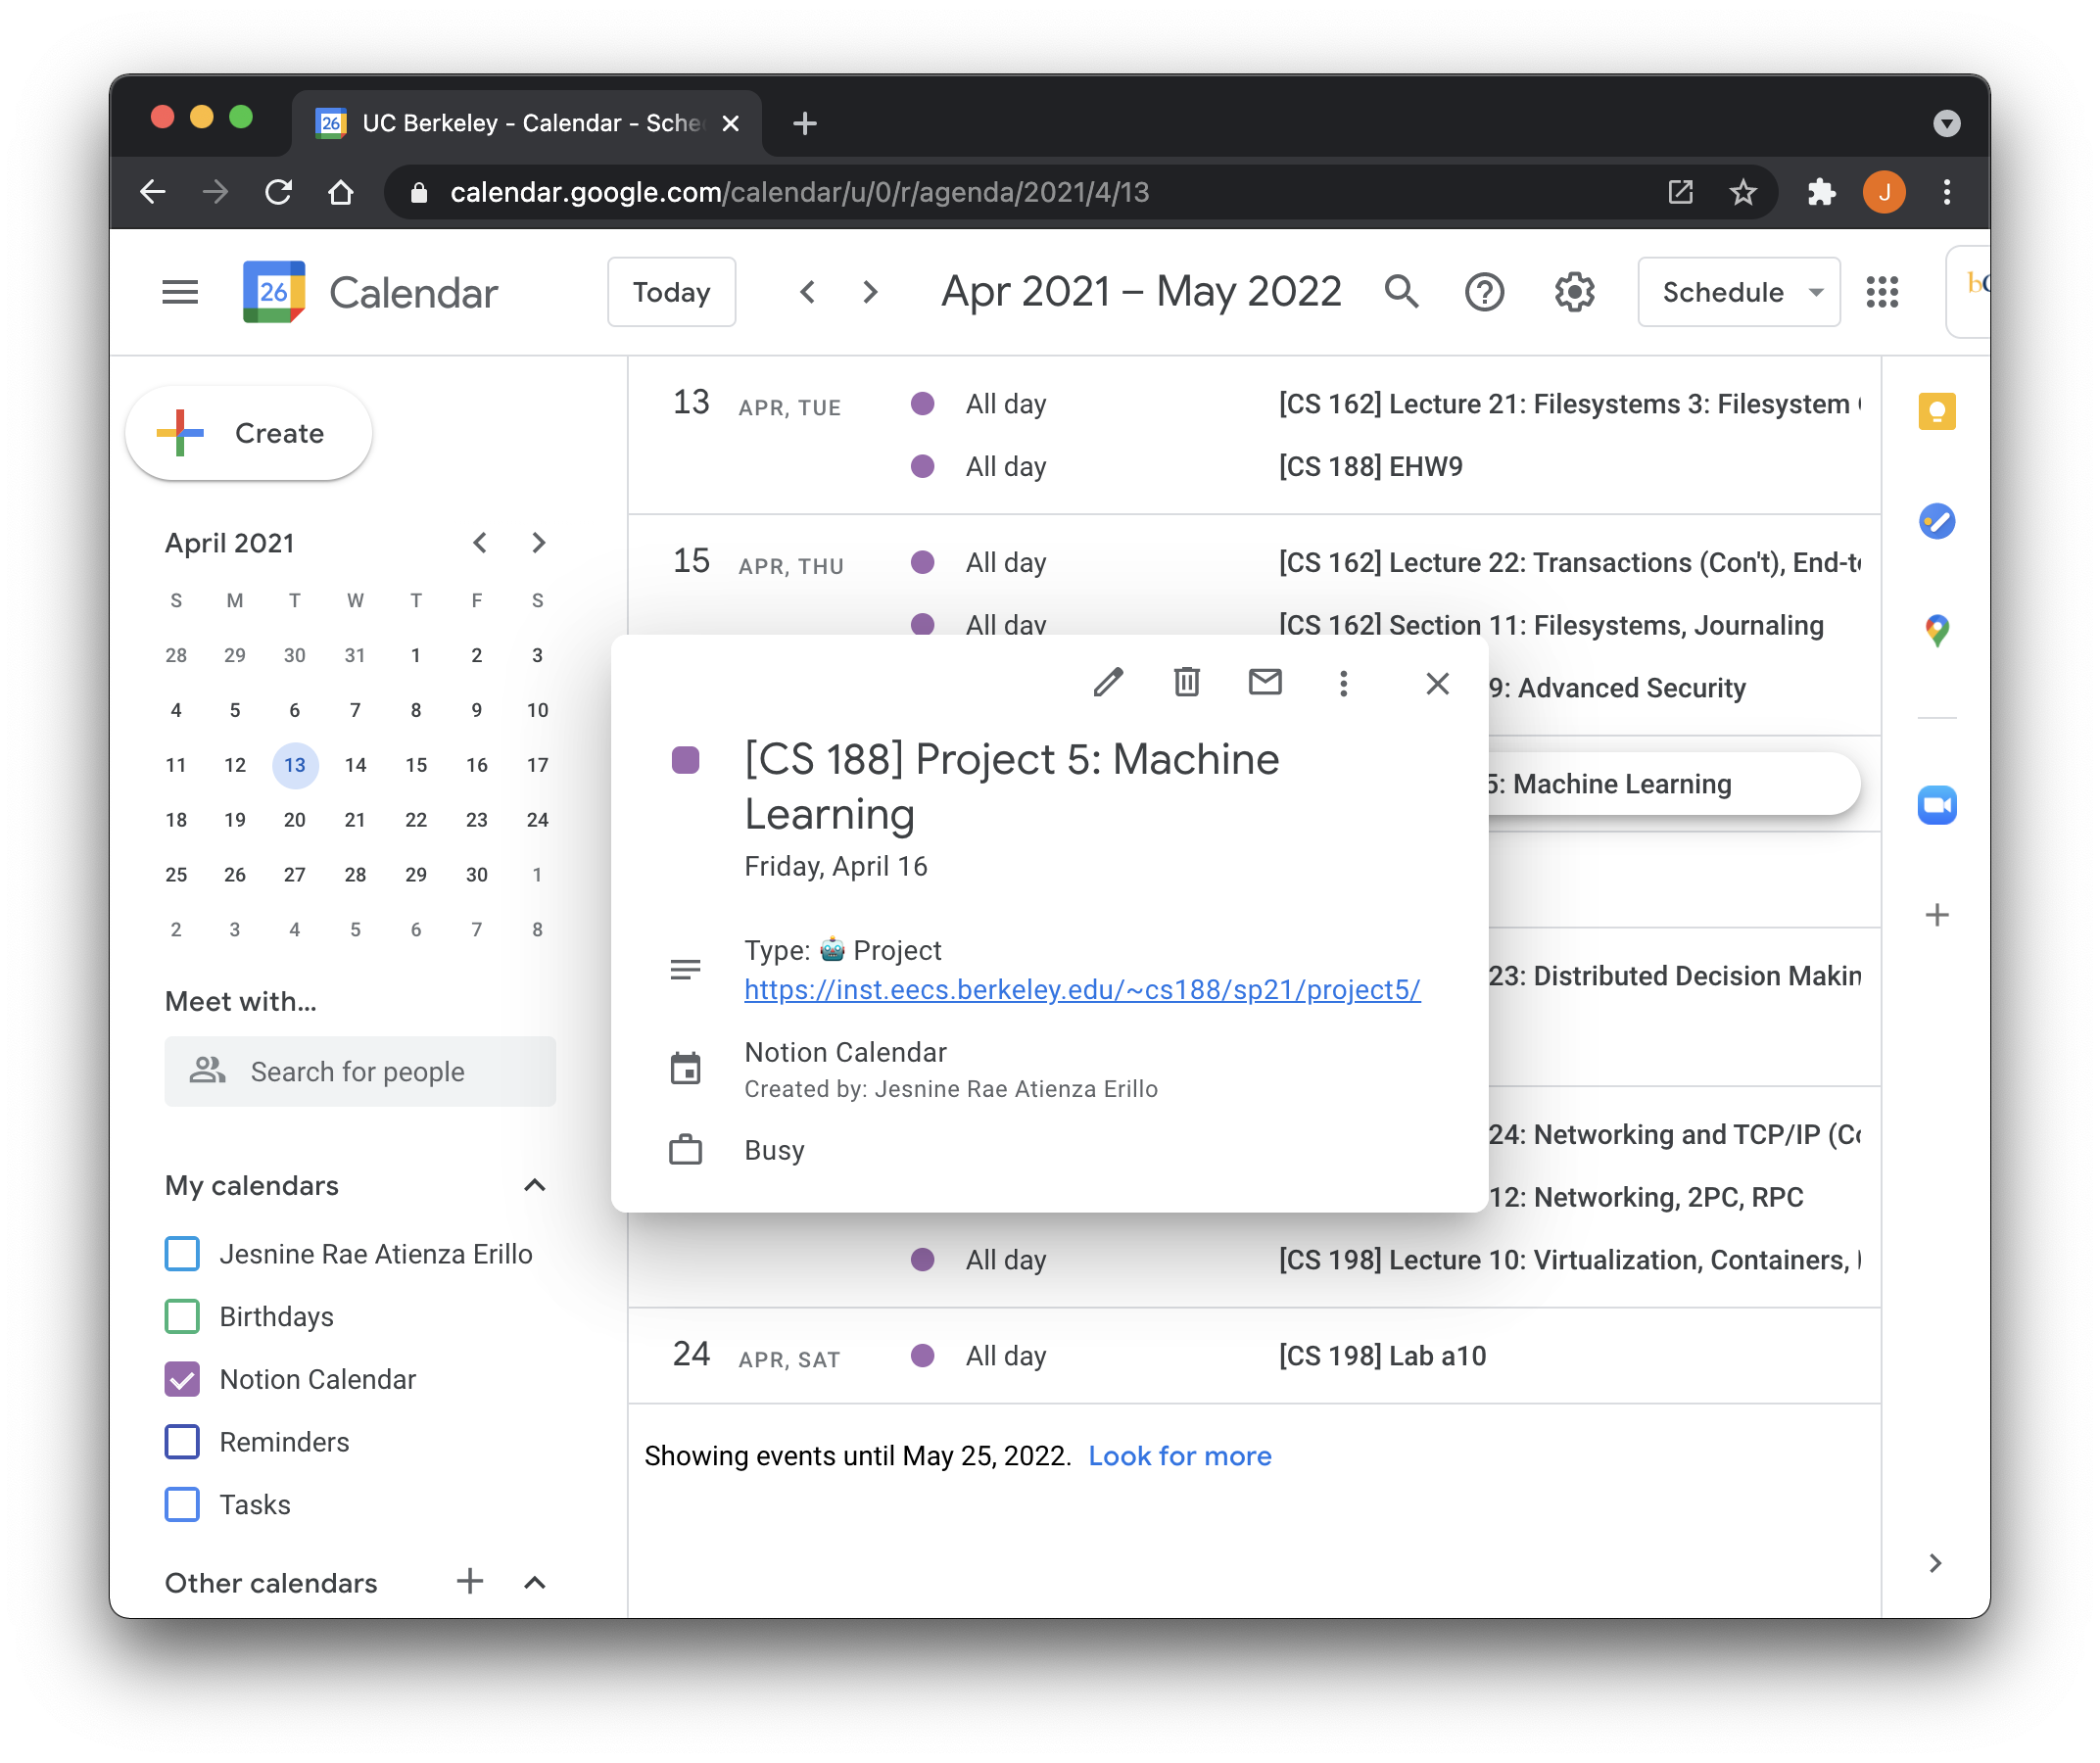 UC Berkeley - Calendar - Sche
calendar.google.com/calendar/u/0/r/agenda/2021/4/13
J
26 Calendar
Today
Apr 2021 – May 2022
Schedule
Create
April 2021
S M T W T F S
28 29 30 31 1 2 3
4 5 6 7 8 9 10
11 12 13 14 15 16 17
18 19 20 21 22 23 24
25 26 27 28 29 30 1
2 3 4 5 6 7 8
Meet with...
Search for people
My calendars
Jesnine Rae Atienza Erillo
Birthdays
Notion Calendar
Reminders
Tasks
Other calendars
13 APR, TUE All day [CS 162] Lecture 21: Filesystems 3: Filesystem
All day [CS 188] EHW9
15 APR, THU All day [CS 162] Lecture 22: Transactions (Con't), End-t
All day [CS 162] Section 11: Filesystems, Journaling
9: Advanced Security
5: Machine Learning
23: Distributed Decision Makin
24: Networking and TCP/IP (Co
12: Networking, 2PC, RPC
[CS 188] Project 5: Machine
Learning
Friday, April 16
Type: 🤖 Project
https://inst.eecs.berkeley.edu/~cs188/sp21/project5/
Notion Calendar
Created by: Jesnine Rae Atienza Erillo
Busy
All day [CS 198] Lecture 10: Virtualization, Containers,
24 APR, SAT All day [CS 198] Lab a10
Showing events until May 25, 2022. Look for more